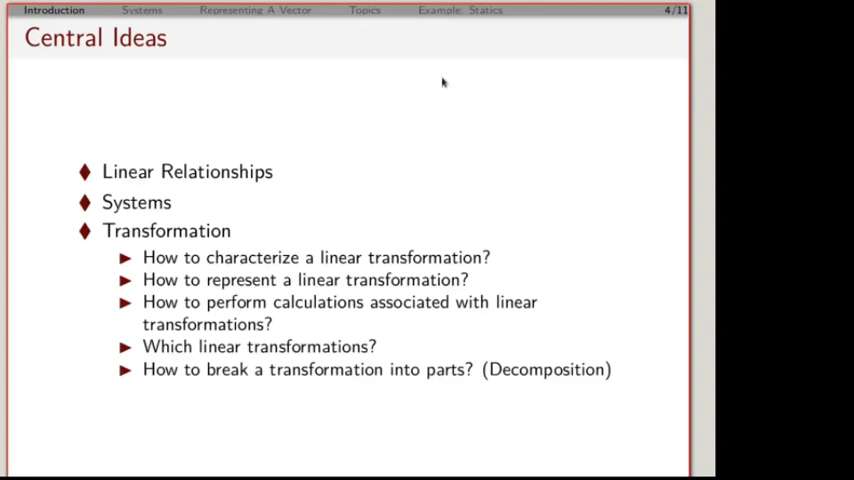 Introduction Systems Representing A Vector Topics Example: Statics 4/11
Central Ideas
Linear Relationships
Systems
Transformation
How to characterize a linear transformation?
How to represent a linear transformation?
How to perform calculations associated with linear
transformations?
Which linear transformations?
How to break a transformation into parts? (Decomposition)